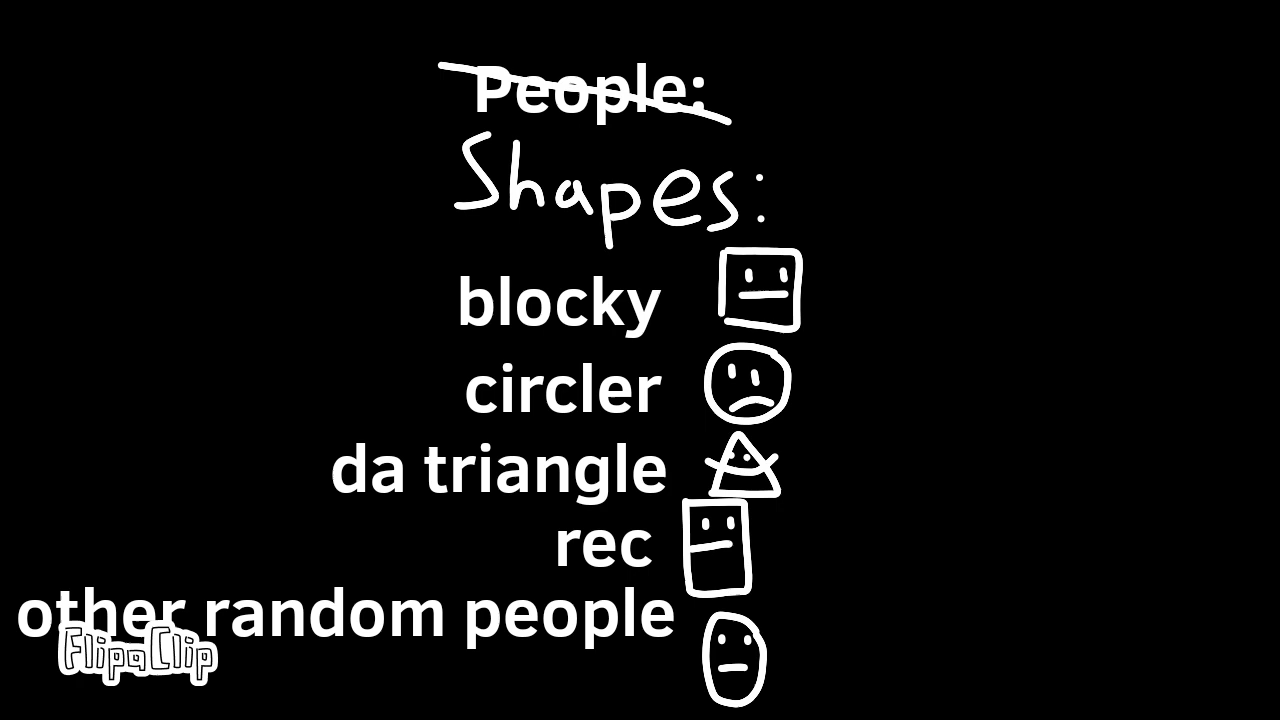 People:
Shapes:
blocky
circler
da triangle
rec
other random people
FlipaClip